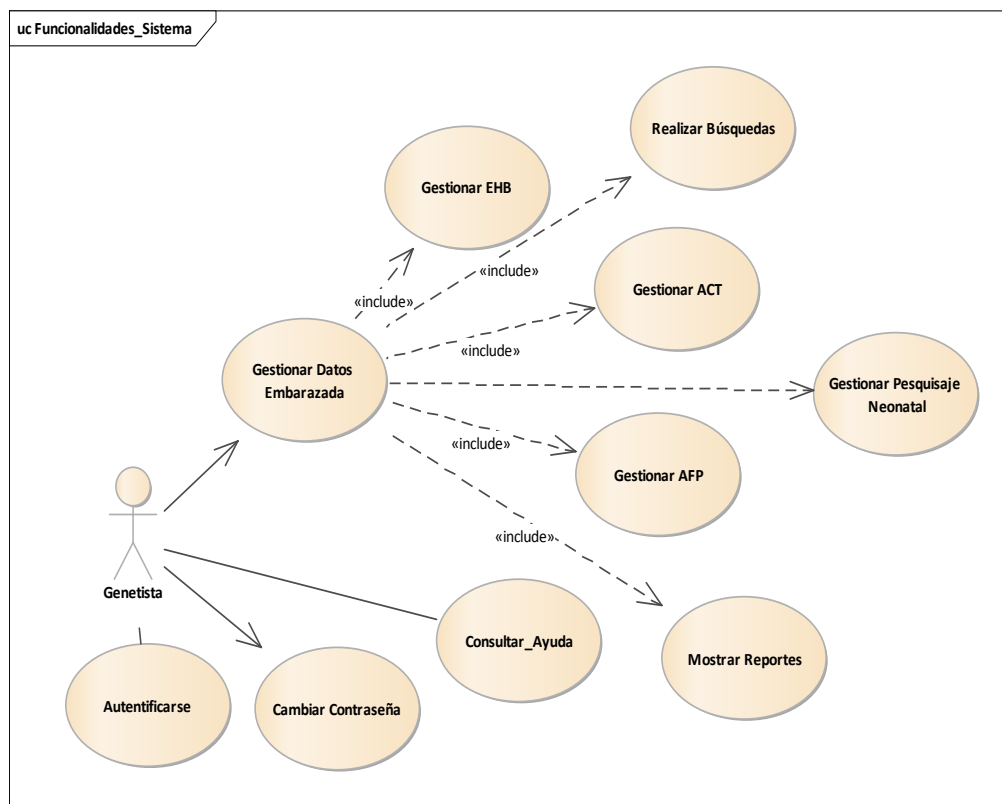 uc Funcionalidades_Sistema
Realizar Búsquedas
Gestionar EHB
«include»
Gestionar ACT
«include»
«include»
Gestionar Datos
Embarazada
Gestionar Pesquisaje
Neonatal
«include»
Gestionar AFP
«include»
Genetista
Consultar_Ayuda
Mostrar Reportes
Autentificarse
Cambiar Contraseña